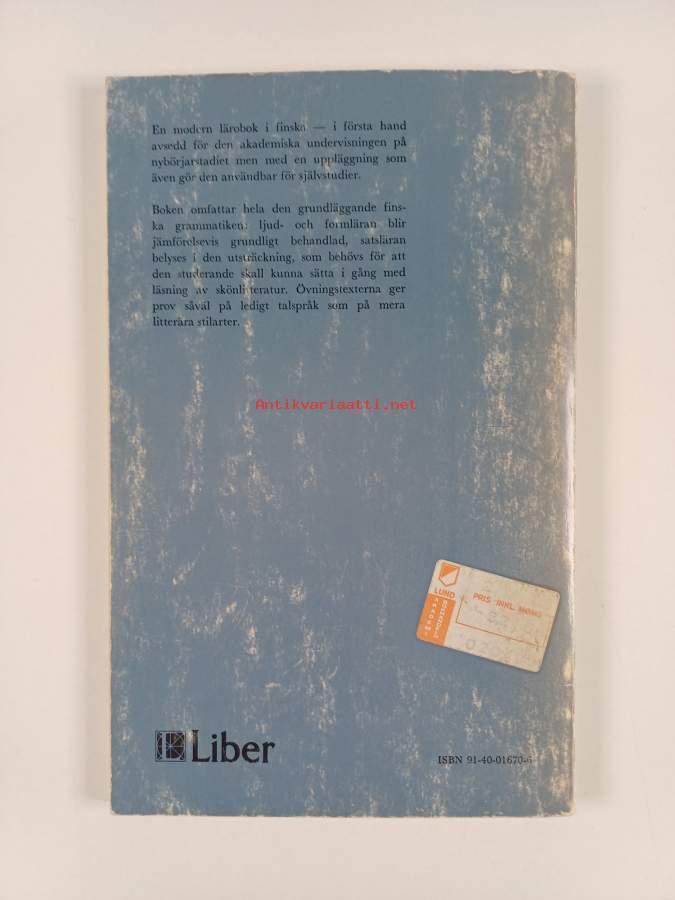 En modern lärobok i finska — i första hand
avsedd för den akademiska undervisningen på
nybörjarstadiet men med en uppläggning som
även gör den användbar för självstudier.
Boken omfattar hela den grundläggande fins-
ka grammatiken: ljud- och formläran blir
jämförelsevis grundligt behandlad, satsläran
belyses i den utsträckning, som behövs för att
den studerande skall kunna sätta i gång med
läsning av skönlitteratur. Övningstexterna ger
prov såväl på ledigt talspråk som på mera
litterära stilarter.
Antikvariaatti.net
LUND
PRIS INKL. MOMS
Liber
ISBN 91-40-01670-6